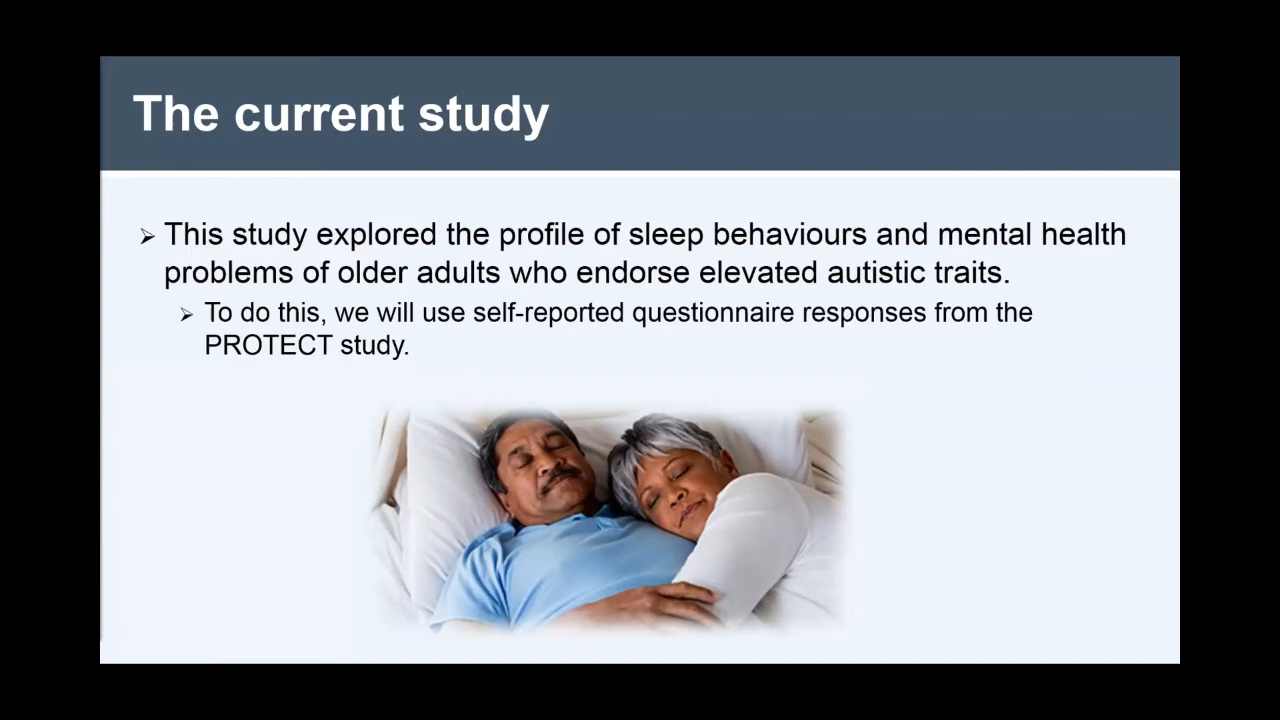 The current study
This study explored the profile of sleep behaviours and mental health
problems of older adults who endorse elevated autistic traits.
To do this, we will use self-reported questionnaire responses from the
PROTECT study.